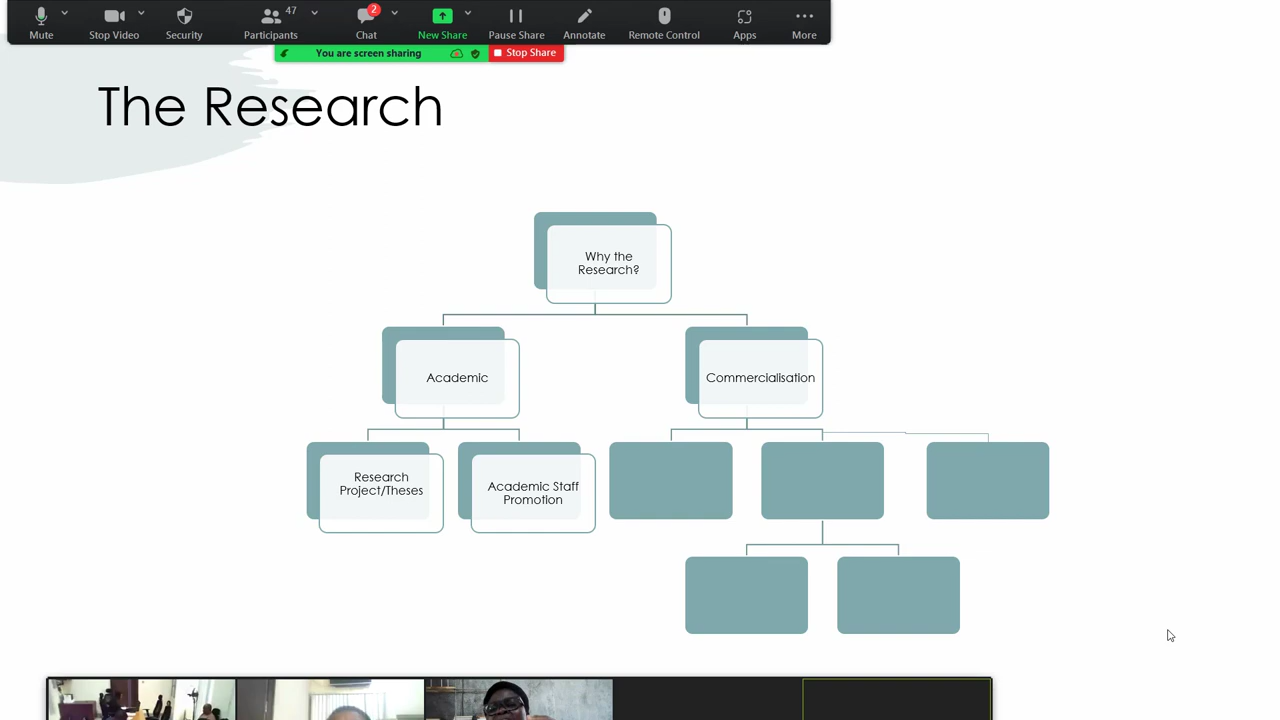 47
2
Mute
Stop Video
Security
Participants
Chat
New Share
Pause Share
Annotate
Remote Control
Apps
More
You are screen sharing
Stop Share
The Research
Why the
Research?
Academic
Commercialisation
Research
Project/Theses
Academic Staff
Promotion